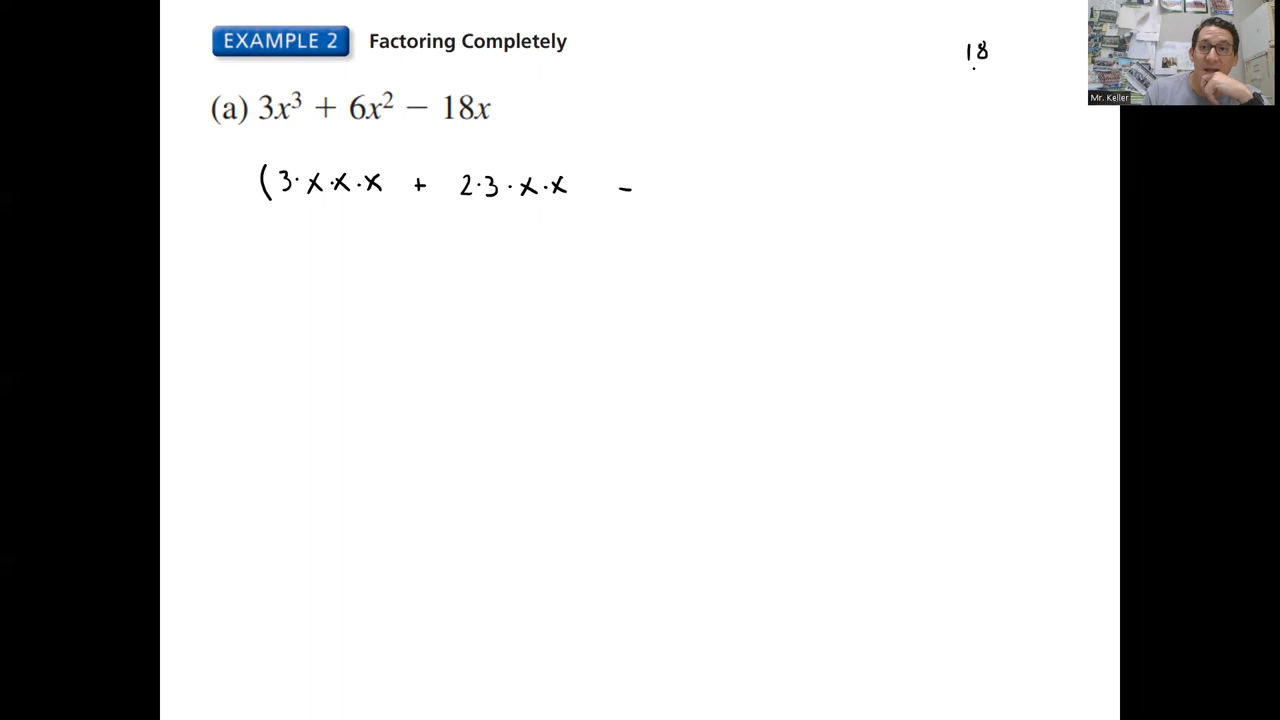 EXAMPLE 2 Factoring Completely
18
(a) 3x³ + 6x² − 18x
(3·x·x·x + 2·3·x·x −
Mr. Keller